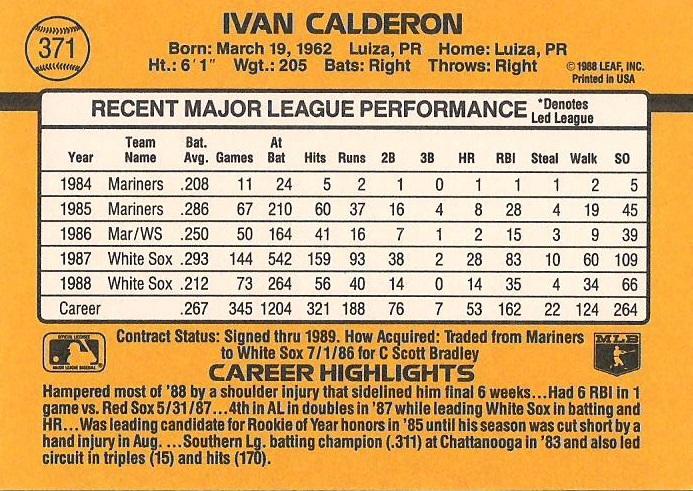 371
IVAN CALDERON
Born: March 19, 1962 Luiza, PR Home: Luiza, PR
Ht.: 6'1" Wgt.: 205 Bats: Right Throws: Right
© 1988 LEAF, INC.
Printed in USA
RECENT MAJOR LEAGUE PERFORMANCE *Denotes Led League
Year Team Name Bat. Avg. Games At Bat Hits Runs 2B 3B HR RBI Steal Walk SO
1984 Mariners .208 11 24 5 2 1 0 1 1 1 2 5
1985 Mariners .286 67 210 60 37 16 4 8 28 4 19 45
1986 Mar/WS .250 50 164 41 16 7 1 2 15 3 9 39
1987 White Sox .293 144 542 159 93 38 2 28 83 10 60 109
1988 White Sox .212 73 264 56 40 14 0 14 35 4 34 66
Career .267 345 1204 321 188 76 7 53 162 22 124 264
OFFICIAL LICENSEE
MAJOR LEAGUE BASEBALL
Contract Status: Signed thru 1989. How Acquired: Traded from Mariners
to White Sox 7/1/86 for C Scott Bradley
MLB
CAREER HIGHLIGHTS
Hampered most of '88 by a shoulder injury that sidelined him final 6 weeks...Had 6 RBI in 1
game vs. Red Sox 5/31/87...4th in AL in doubles in '87 while leading White Sox in batting and
HR...Was leading candidate for Rookie of Year honors in '85 until his season was cut short by a
hand injury in Aug. ...Southern Lg. batting champion (.311) at Chattanooga in '83 and also led
circuit in triples (15) and hits (170).